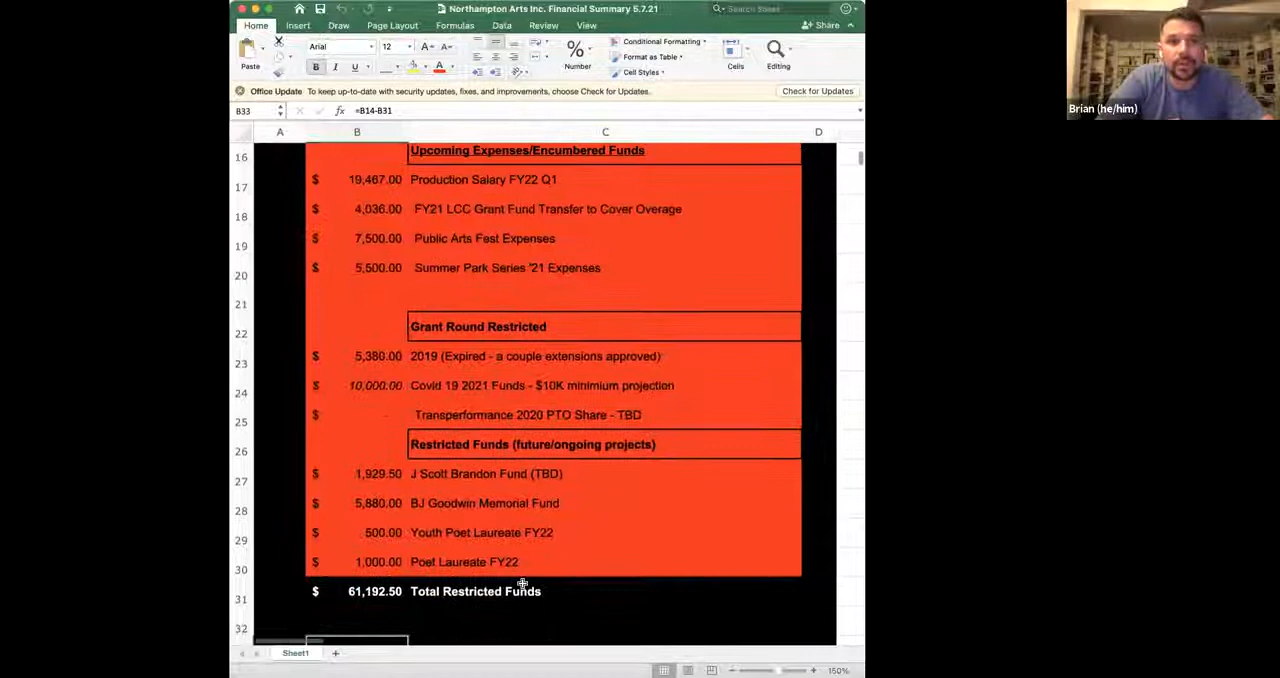 Northampton Arts Inc. Financial Summary 5.7.21
Search Sheet
Home Insert Draw Page Layout Formulas Data Review View Share
Paste Arial 12 A A B I U A % Number Conditional Formatting Format as Table Cell Styles Cells Editing
Office Update To keep up-to-date with security updates, fixes, and improvements, choose Check for Updates. Check for Updates
B33 fx =B14-B31
A B C D
16 Upcoming Expenses/Encumbered Funds
17 $ 19,467.00 Production Salary FY22 Q1
18 $ 4,036.00 FY21 LCC Grant Fund Transfer to Cover Overage
19 $ 7,500.00 Public Arts Fest Expenses
20 $ 5,500.00 Summer Park Series '21 Expenses
21
22 Grant Round Restricted
23 $ 5,380.00 2019 (Expired - a couple extensions approved)
24 $ 10,000.00 Covid 19 2021 Funds - $10K minimum projection
25 $ - Transperformance 2020 PTO Share - TBD
26 Restricted Funds (future/ongoing projects)
27 $ 1,929.50 J Scott Brandon Fund (TBD)
28 $ 5,880.00 BJ Goodwin Memorial Fund
29 $ 500.00 Youth Poet Laureate FY22
30 $ 1,000.00 Poet Laureate FY22
31 $ 61,192.50 Total Restricted Funds
32
Sheet1 +
150%
Brian (he/him)